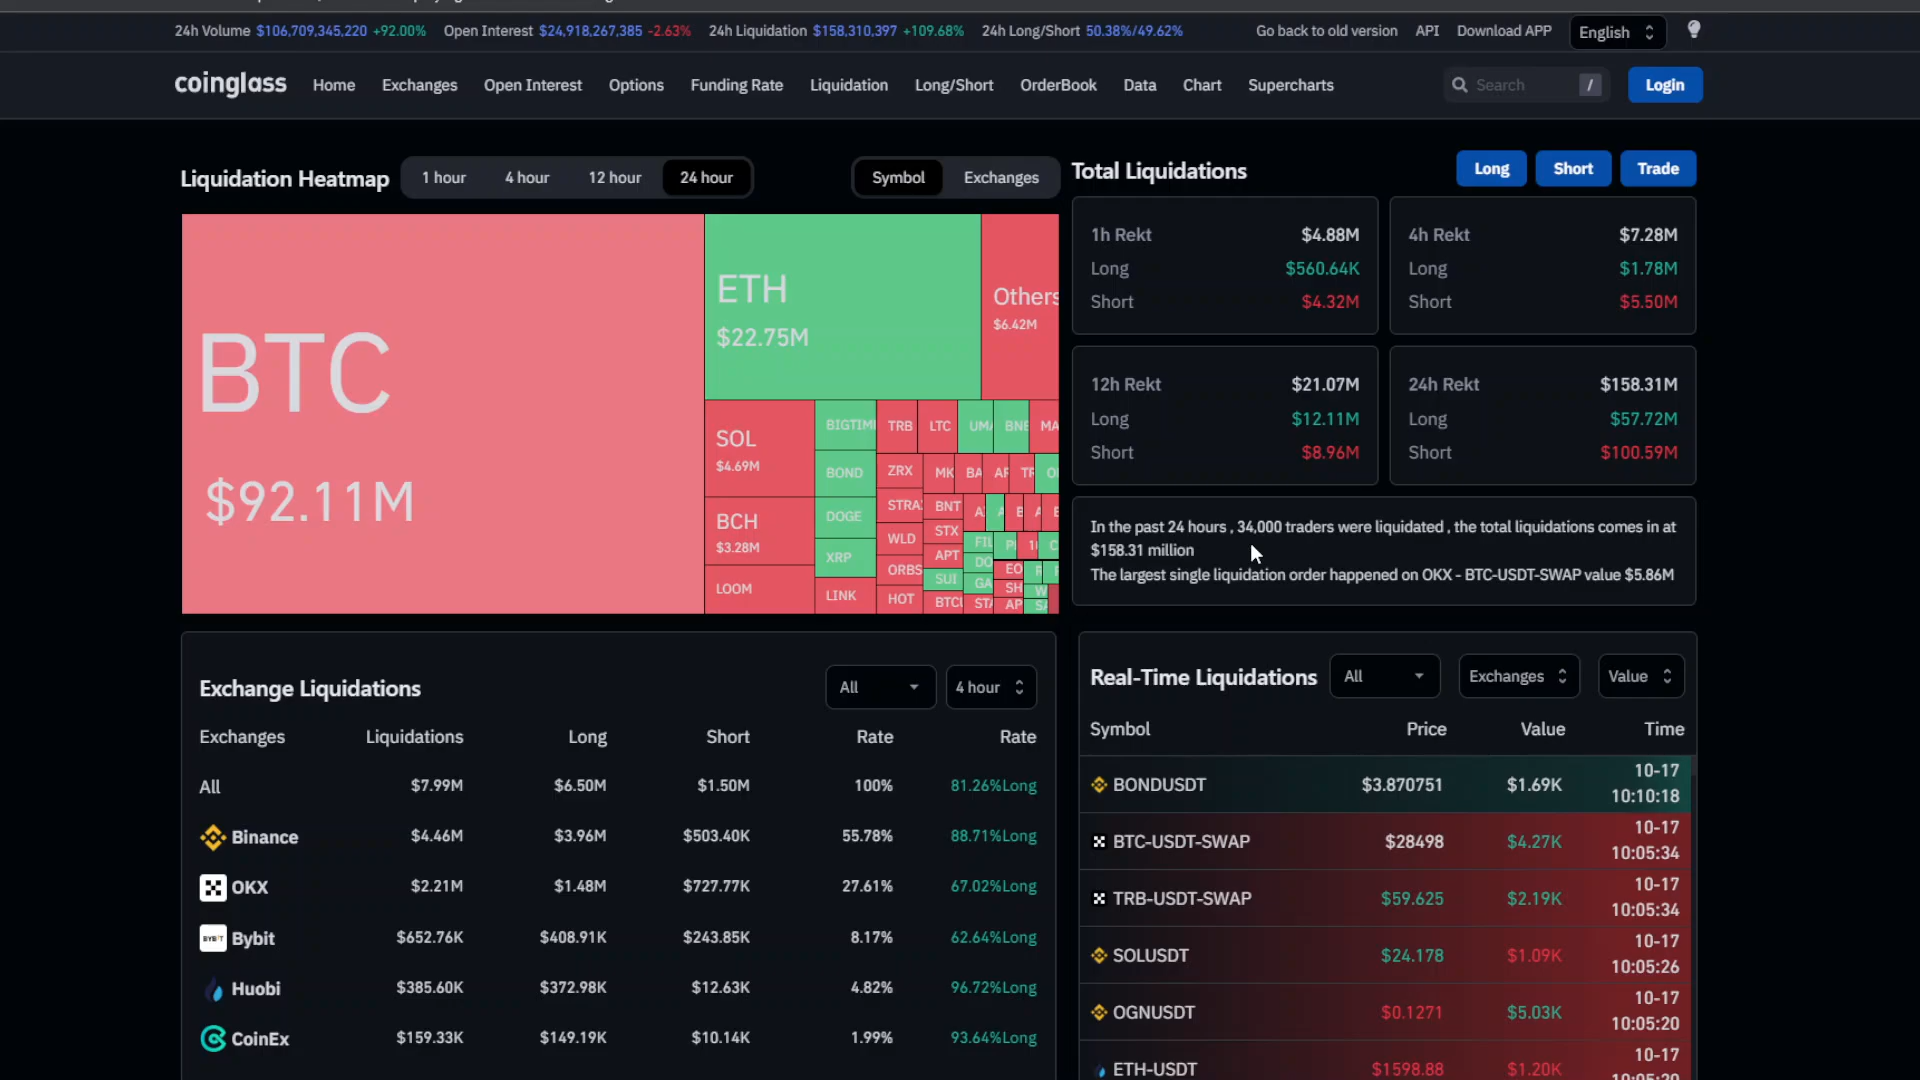 24h Volume $106,709,345,220 +92.00% Open Interest $24,918,267,385 -2.63% 24h Liquidation $158,310,397 +109.68% 24h Long/Short 50.38%/49.62% Go back to old version API Download APP English
coinglass Home Exchanges Open Interest Options Funding Rate Liquidation Long/Short OrderBook Data Chart Supercharts Search / Login
Liquidation Heatmap 1 hour 4 hour 12 hour 24 hour Symbol Exchanges
BTC
$92.11M
ETH
$22.75M
Others
$6.42M
SOL
$4.69M
BCH
$3.28M
LOOM
BIGTIM
BOND
DOGE
XRP
LINK
TRB LTC UMA BNB MA
ZRX MK BA AP TR
STRA BNT
WLD STX FIL
APT DO
ORBS SUI GA EO
SH
HOT BTC STA AP
Total Liquidations Long Short Trade
1h Rekt $4.88M
Long $560.64K
Short $4.32M
4h Rekt $7.28M
Long $1.78M
Short $5.50M
12h Rekt $21.07M
Long $12.11M
Short $8.96M
24h Rekt $158.31M
Long $57.72M
Short $100.59M
In the past 24 hours , 34,000 traders were liquidated , the total liquidations comes in at
$158.31 million
The largest single liquidation order happened on OKX - BTC-USDT-SWAP value $5.86M
Exchange Liquidations All 4 hour
Exchanges Liquidations Long Short Rate Rate
All $7.99M $6.50M $1.50M 100% 81.26%Long
Binance $4.46M $3.96M $503.40K 55.78% 88.71%Long
OKX $2.21M $1.48M $727.77K 27.61% 67.02%Long
Bybit $652.76K $408.91K $243.85K 8.17% 62.64%Long
Huobi $385.60K $372.98K $12.63K 4.82% 96.72%Long
CoinEx $159.33K $149.19K $10.14K 1.99% 93.64%Long
Real-Time Liquidations All Exchanges Value
Symbol Price Value Time
BONDUSDT $3.870751 $1.69K 10-17
10:10:18
BTC-USDT-SWAP $28498 $4.27K 10-17
10:05:34
TRB-USDT-SWAP $59.625 $2.19K 10-17
10:05:34
SOLUSDT $24.178 $1.09K 10-17
10:05:26
OGNUSDT $0.1271 $5.03K 10-17
10:05:20
ETH-USDT $1598.88 $1.20K 10-17